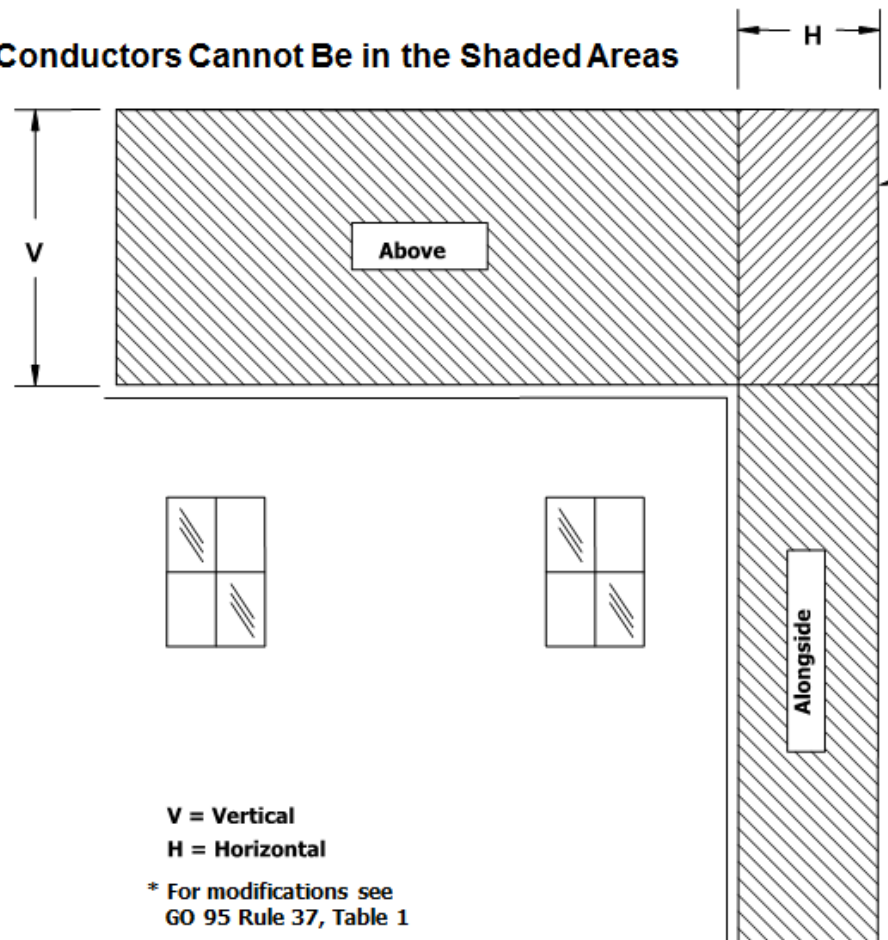 Conductors Cannot Be in the Shaded Areas
H
V
Above
Alongside
V = Vertical
H = Horizontal
* For modifications see
GO 95 Rule 37, Table 1